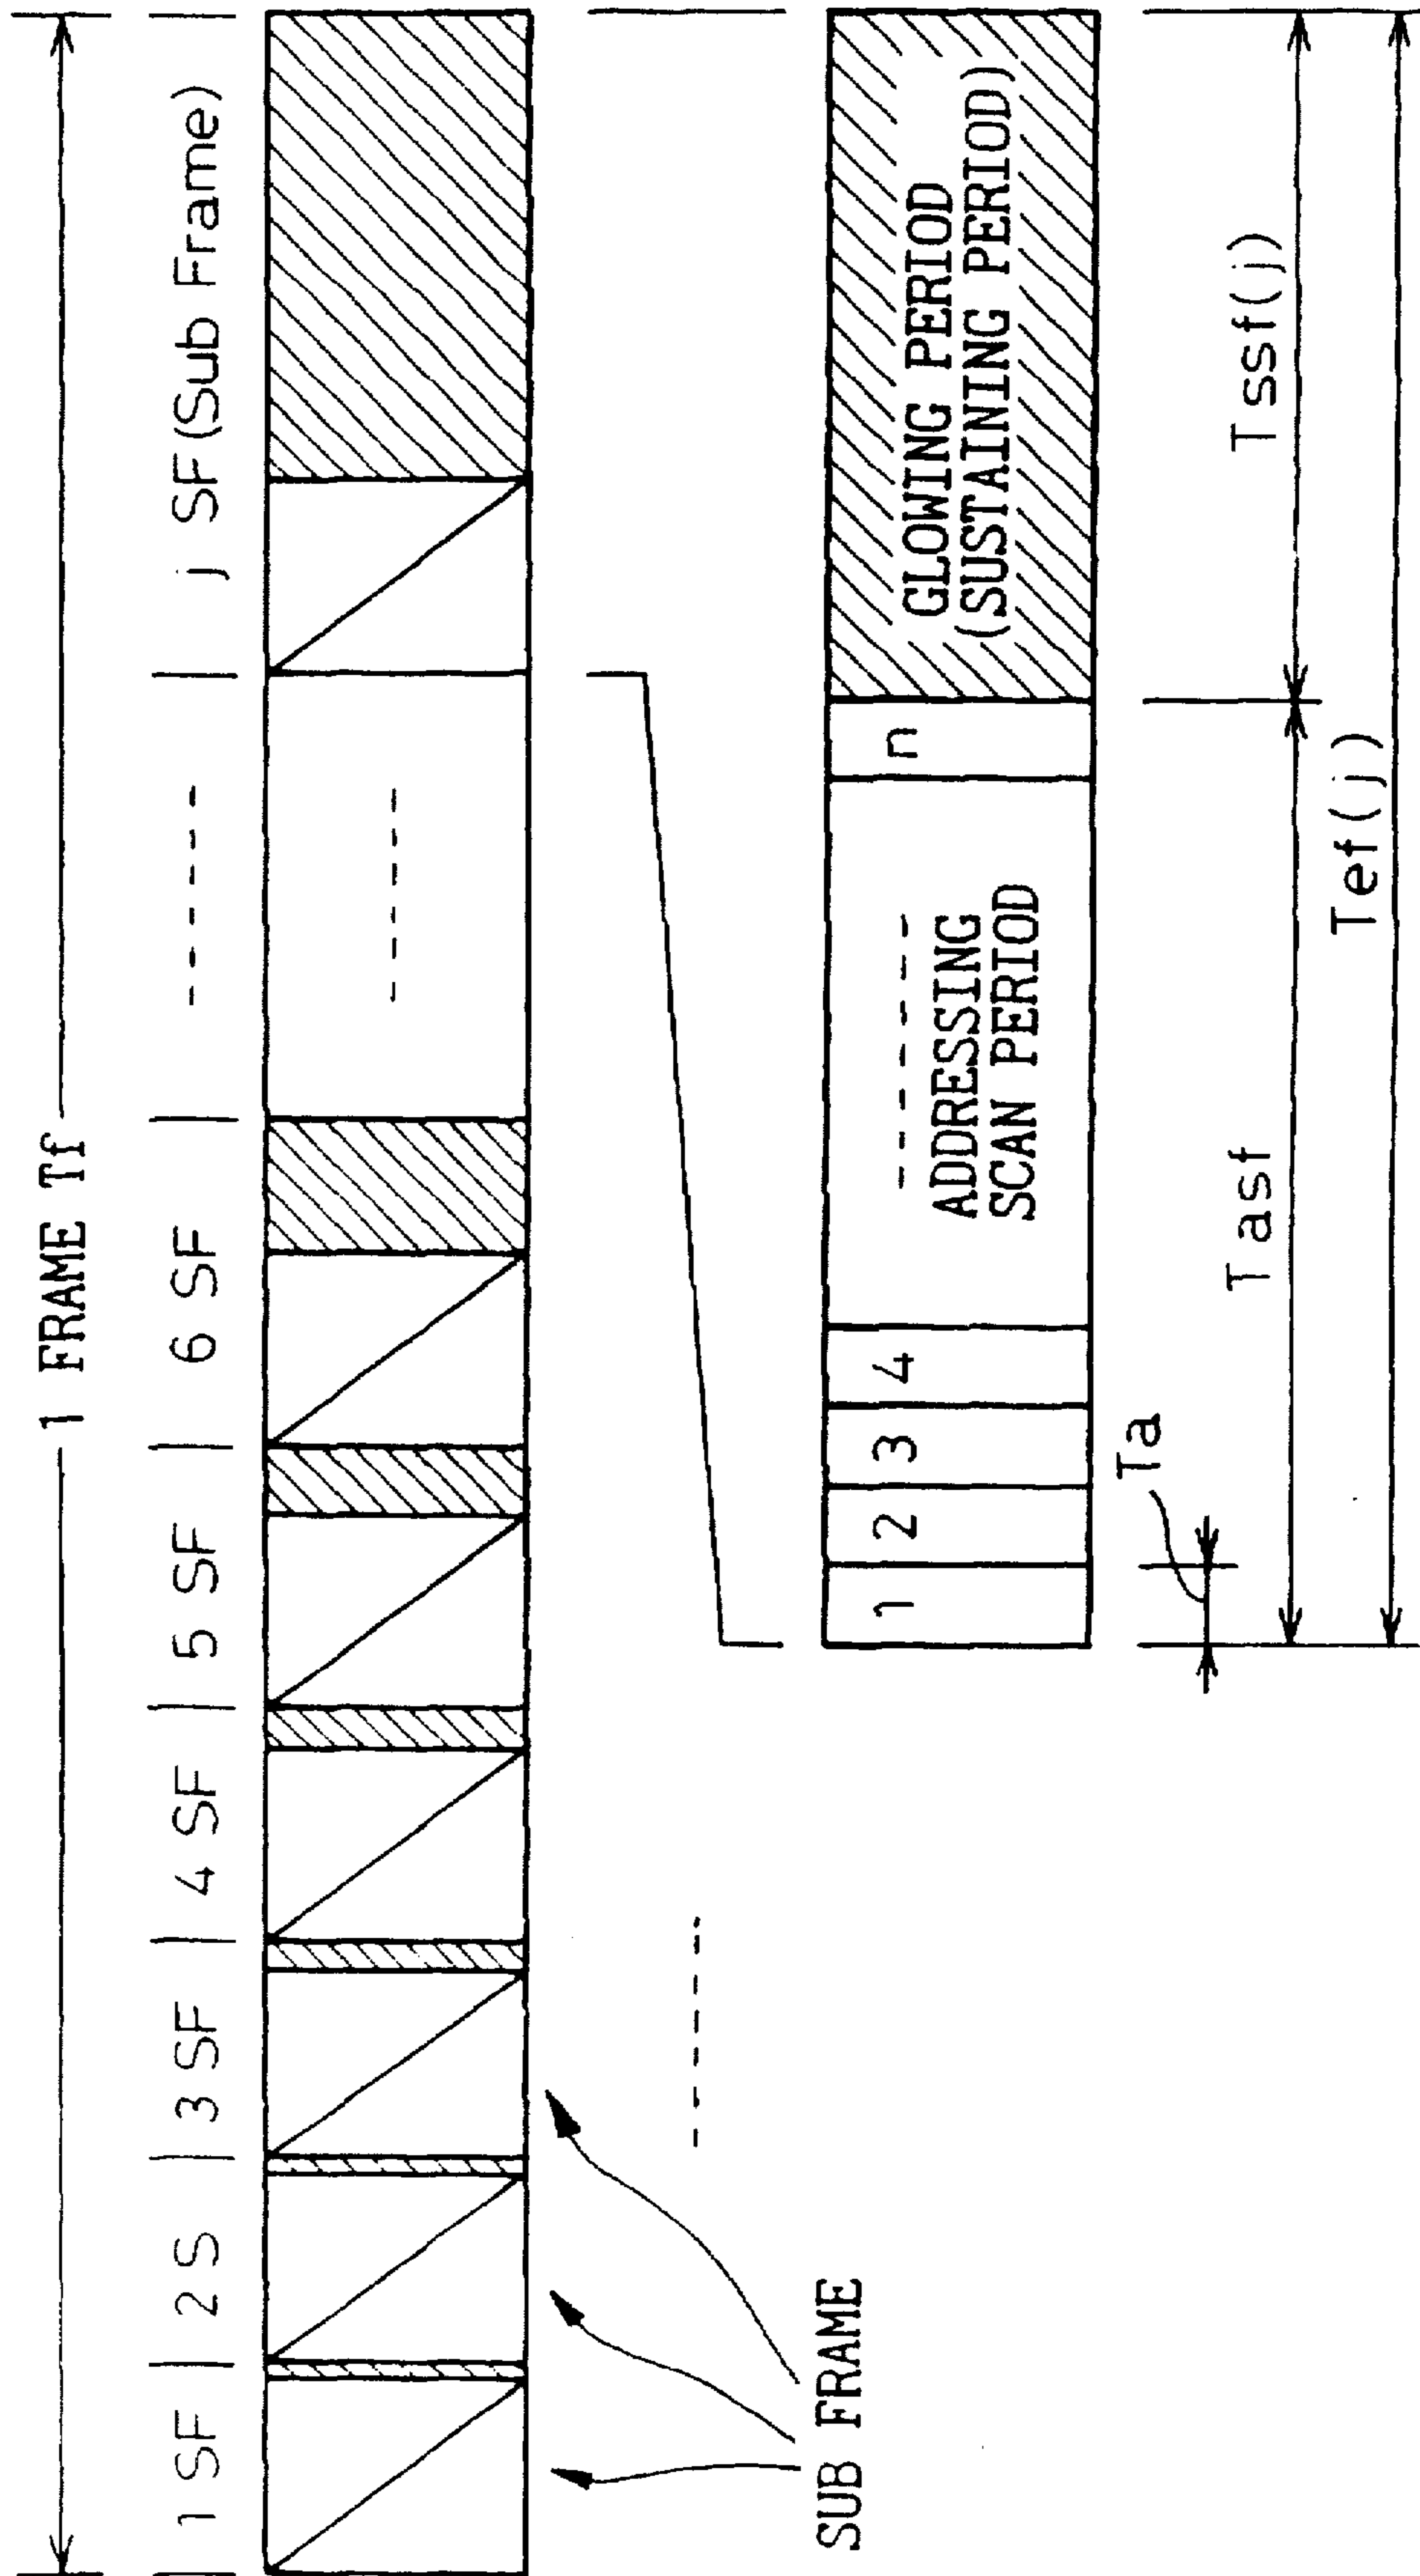 1 FRAME Tf
1 SF
2 S
3 SF
4 SF
5 SF
6 SF
j SF (Sub Frame)
SUB FRAME
1
2
3
4
n
ADDRESSING
SCAN PERIOD
GLOWING PERIOD
(SUSTAINING PERIOD)
Ta
Tasf
Tssf(j)
Tef(j)